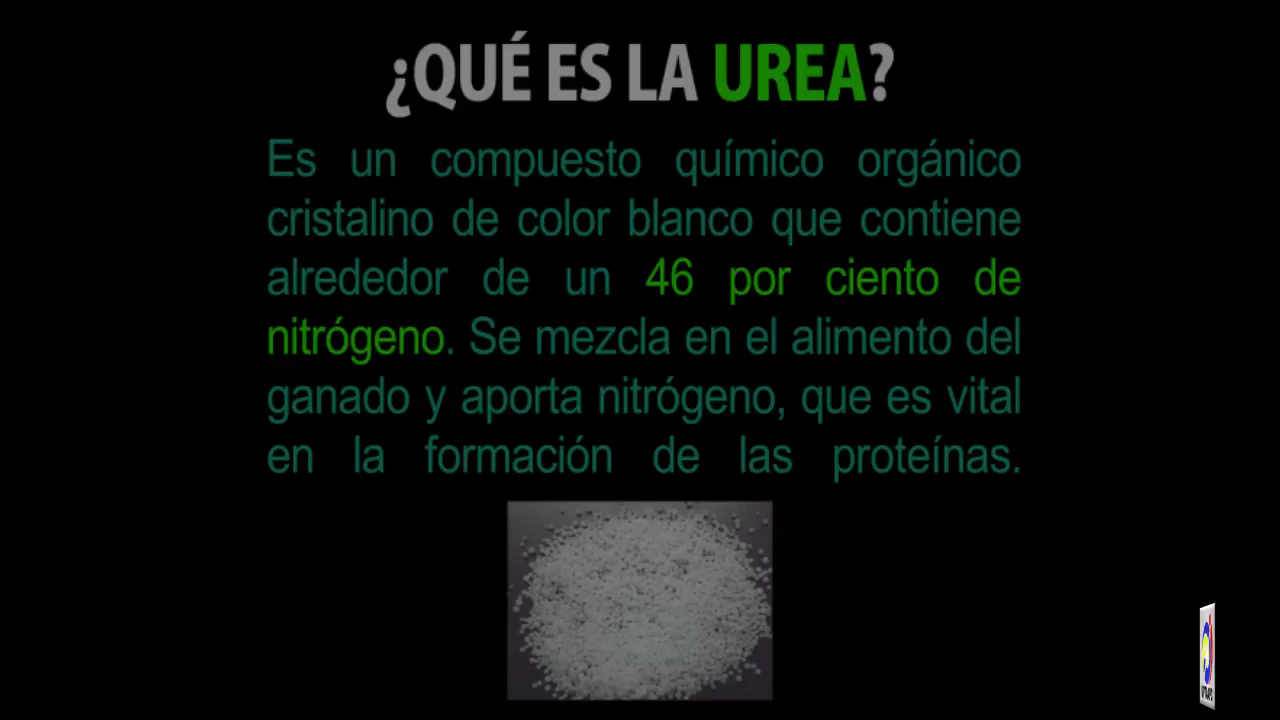 ¿QUÉ ES LA UREA?
Es un compuesto químico orgánico
cristalino de color blanco que contiene
alrededor de un 46 por ciento de
nitrógeno. Se mezcla en el alimento del
ganado y aporta nitrógeno, que es vital
en la formación de las proteínas.